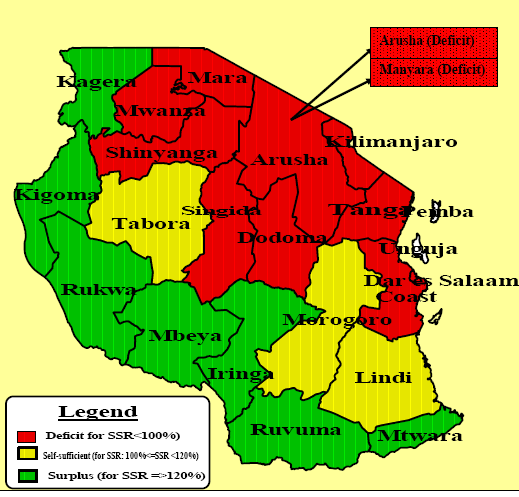 Arusha (Deficit)
Manyara (Deficit)
Kagera
Mara
Mwanza
Kilimanjaro
Shinyanga
Arusha
Kigoma
Tabora
Singida
Tanga
Pemba
Dodoma
Unguja
Rukwa
Dar es Salaam
Coast
Morogoro
Mbeya
Iringa
Lindi
Ruvuma
Mtwara
Legend
Deficit for SSR<100%)
Self-sufficient (for SSR: 100%<=SSR <120%)
Surplus (for SSR =>120%)